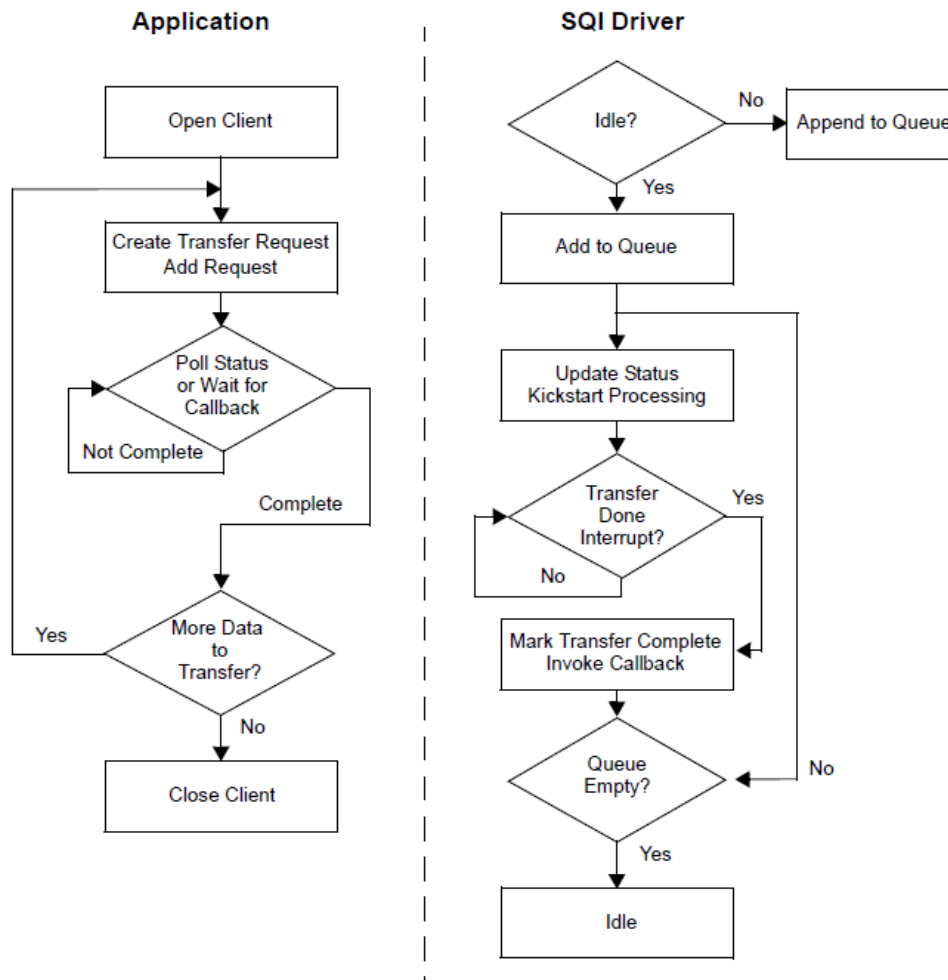 Application
Open Client
Create Transfer Request
Add Request
Poll Status
or Wait for
Callback
Not Complete
Complete
More Data
to
Transfer?
Yes
No
Close Client
SQI Driver
Idle?
No
Append to Queue
Yes
Add to Queue
Update Status
Kickstart Processing
Transfer
Done
Interrupt?
Yes
No
Mark Transfer Complete
Invoke Callback
Queue
Empty?
No
Yes
Idle